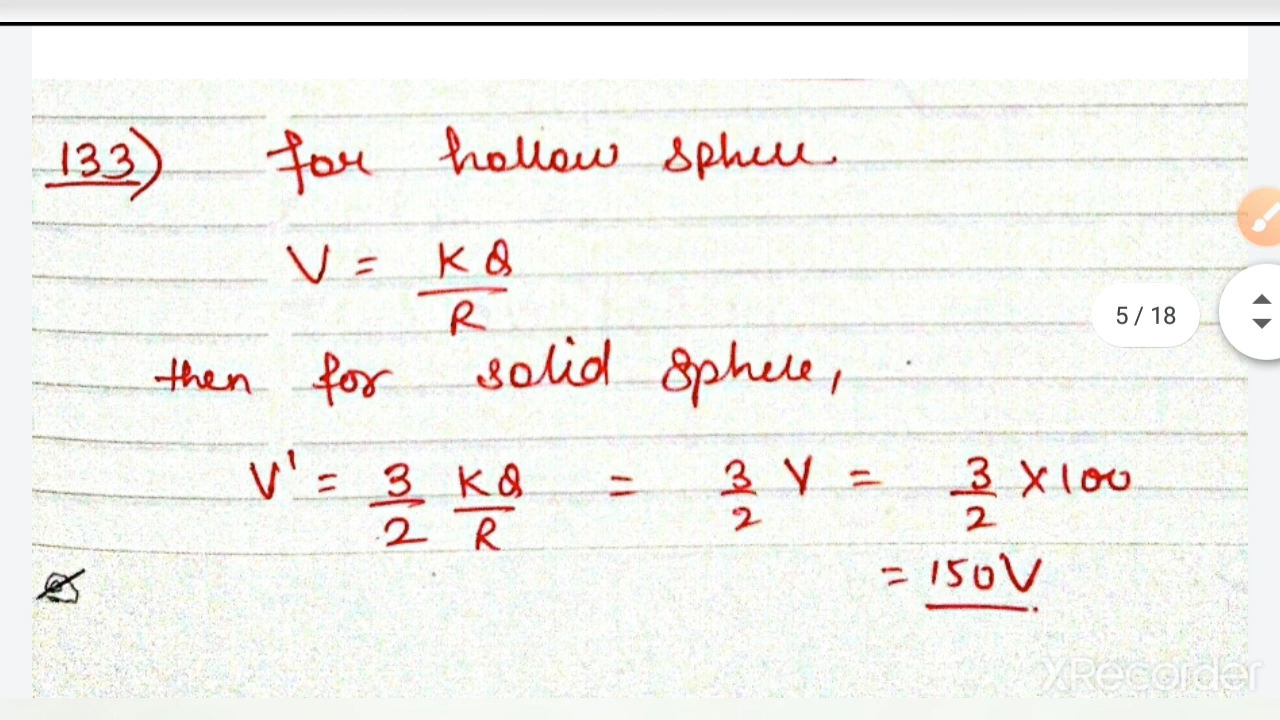 133) for hollow sphere.
V = KQ/R
5 / 18
then for solid sphere,
V' = 3/2 KQ/R = 3/2 V = 3/2 X 100
= 150V
XRecorder